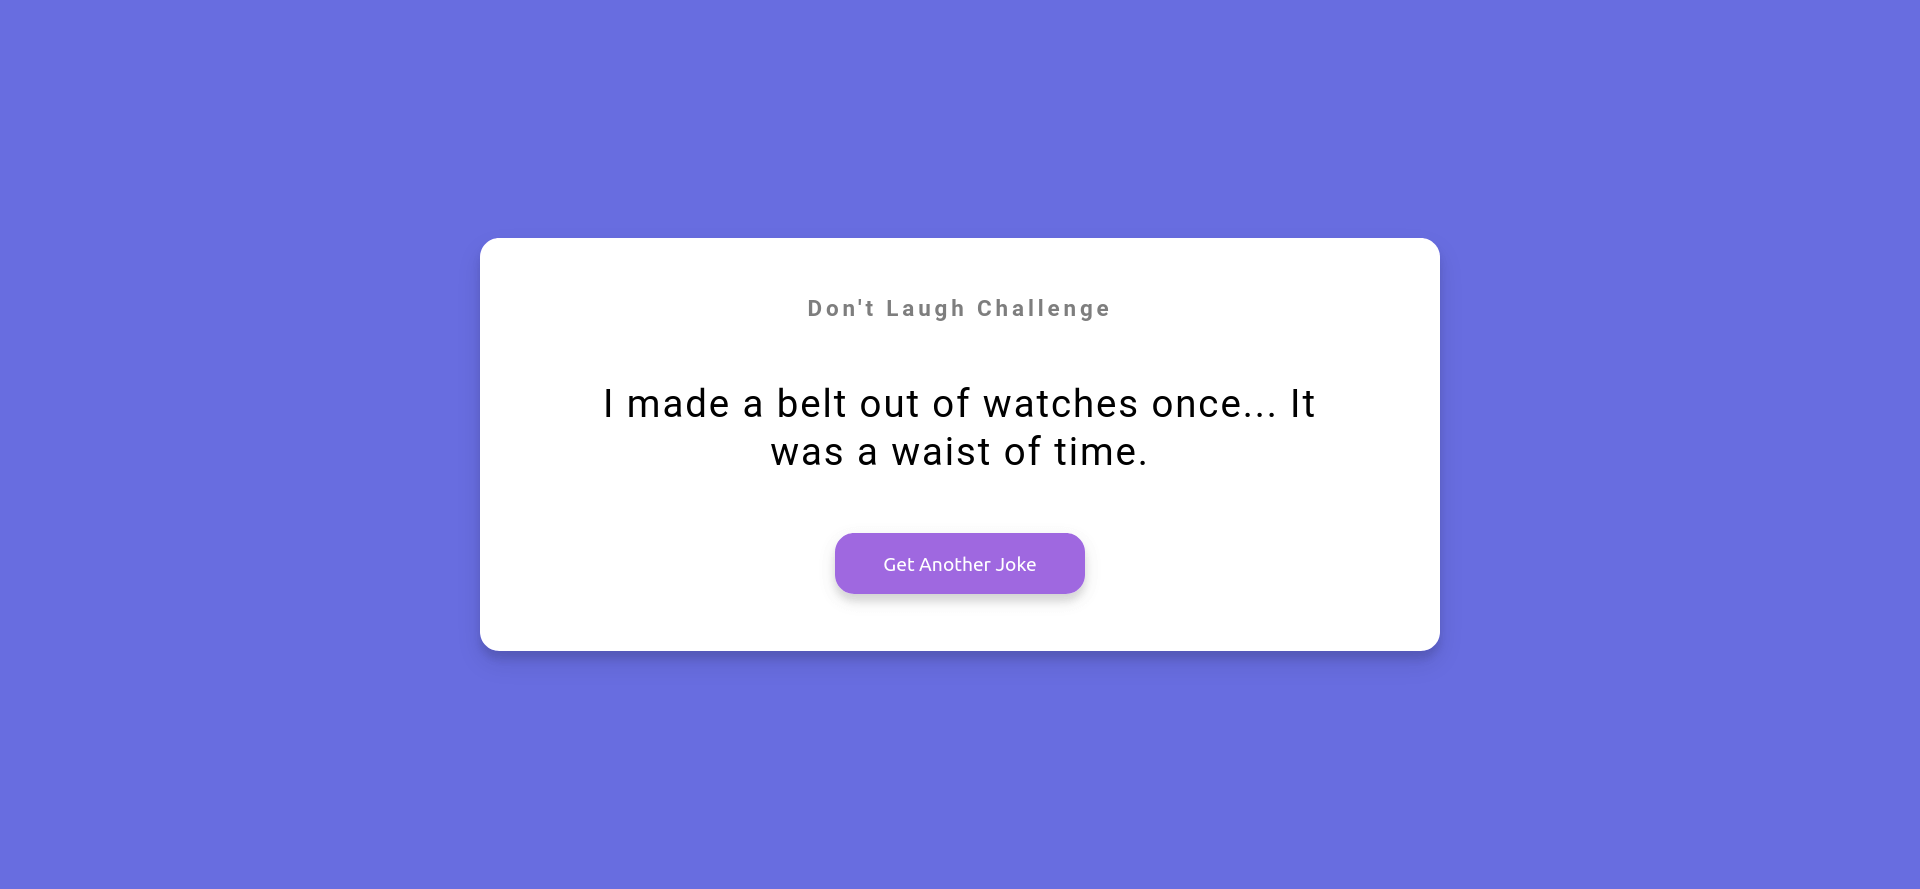 Don't Laugh Challenge
I made a belt out of watches once... It
was a waist of time.
Get Another Joke